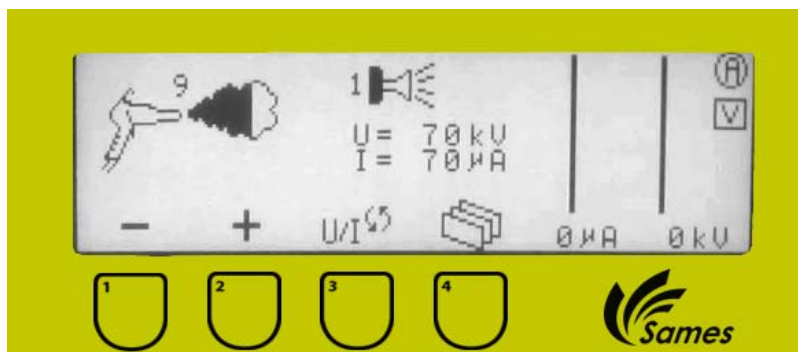 9
1
A
V
U= 70kV
I= 70µA
- +
U/I
0µA 0kV
1 2 3 4
Sames